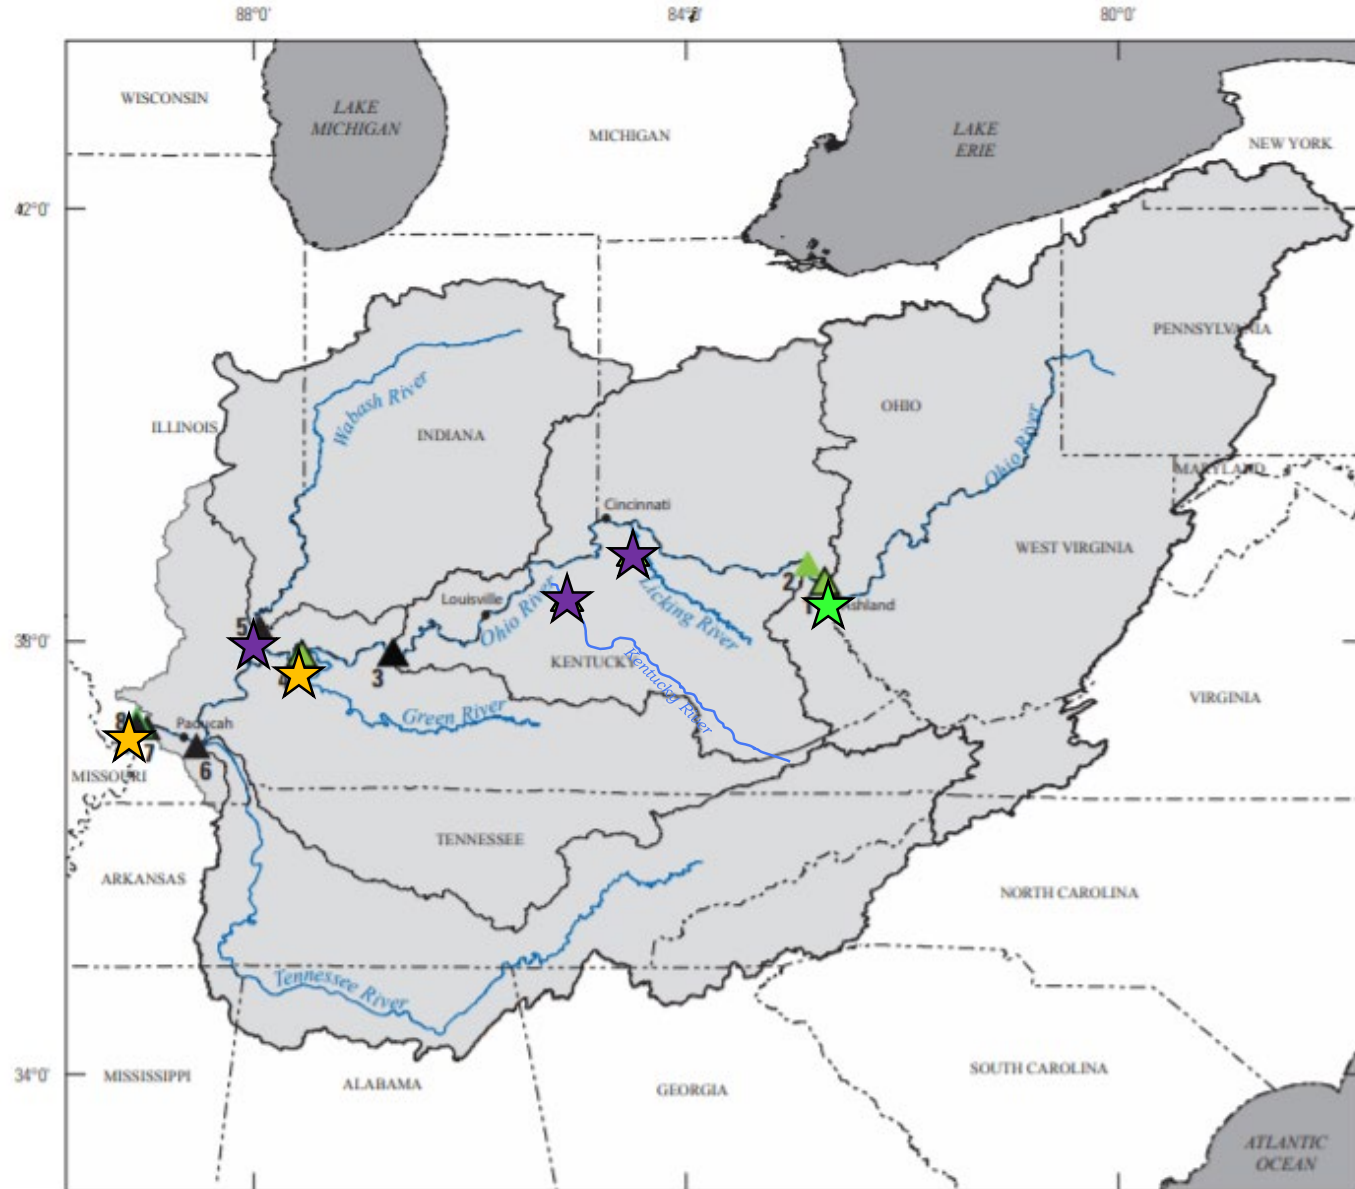 88°0'
84°0'
80°0'
WISCONSIN
LAKE
MICHIGAN
MICHIGAN
LAKE
ERIE
NEW YORK
42°0'
PENNSYLVANIA
Wabash River
OHIO
ILLINOIS
INDIANA
Ohio River
MARYLAND
Cincinnati
WEST VIRGINIA
2
Louisville
Ohio River
Licking River
1
Ashland
5
38°0'
KENTUCKY
Kentucky River
4
3
VIRGINIA
Green River
8
Paducah
7
6
MISSOURI
TENNESSEE
ARKANSAS
NORTH CAROLINA
Tennessee River
34°0'
MISSISSIPPI
ALABAMA
GEORGIA
SOUTH CAROLINA
ATLANTIC
OCEAN